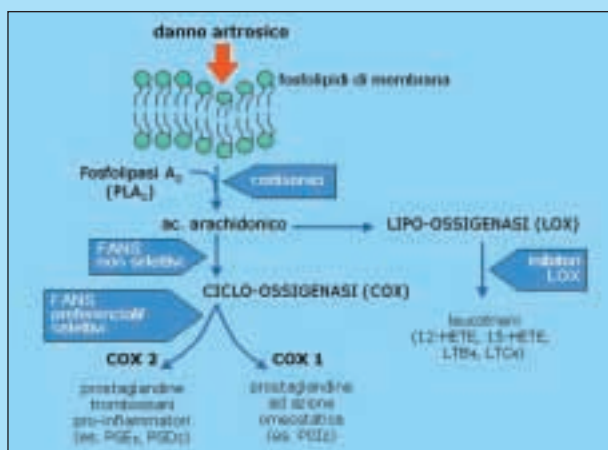 danno artrosico
fosfolipidi di membrana
Fosfolipasi A₂
(PLA₂)
cortisonici
ac. arachidonico
LIPO-OSSIGENASI (LOX)
FANS
non selettivi
inibitori
LOX
FANS
preferenziali/
selettivi
CICLO-OSSIGENASI (COX)
leucotrieni
(12-HETE, 15-HETE,
LTB₄, LTC₄)
COX 2
COX 1
prostaglandine
trombossani
pro-infiammatori
(es. PGE₂,
prostaglandine
ad azione
omeostatica
(es. PGI₂)